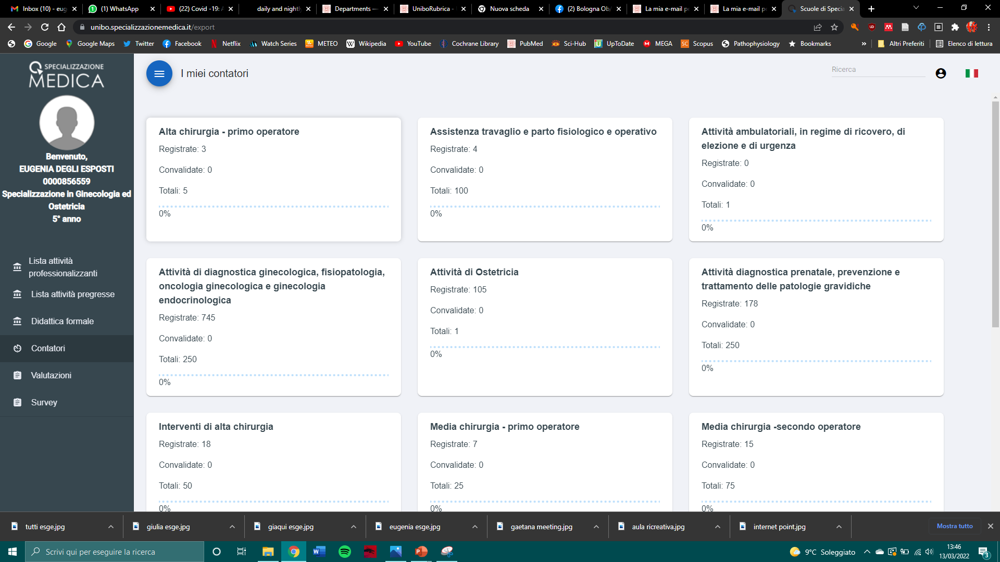 Inbox (10) - eug
(1) WhatsApp
(22) Covid -19: A
daily and nightly
Departments —
UniboRubrica -
Nuova scheda
(2) Bologna Ob
La mia e-mail pe
La mia e-mail pe
Scuole di Specia
unibo.specializzazionemedica.it/export
Google
Google Maps
Twitter
Facebook
Netflix
Watch Series
METEO
Wikipedia
YouTube
Cochrane Library
PubMed
Sci-Hub
UpToDate
MEGA
Scopus
Pathophysiology
Bookmarks
»
Altri Preferiti
Elenco di lettura
SPECIALIZZAZIONE
MEDICA
Benvenuto,
EUGENIA DEGLI ESPOSTI
0000856559
Specializzazione in Ginecologia ed
Ostetricia
5° anno
Lista attività
professionalizzanti
Lista attività pregresse
Didattica formale
Contatori
Valutazioni
Survey
I miei contatori
Ricerca
Alta chirurgia - primo operatore
Registrate: 3
Convalidate: 0
Totali: 5
0%
Assistenza travaglio e parto fisiologico e operativo
Registrate: 4
Convalidate: 0
Totali: 100
0%
Attività ambulatoriali, in regime di ricovero, di
elezione e di urgenza
Registrate: 0
Convalidate: 0
Totali: 1
0%
Attività di diagnostica ginecologica, fisiopatologia,
oncologia ginecologica e ginecologia
endocrinologica
Registrate: 745
Convalidate: 0
Totali: 250
0%
Attività di Ostetricia
Registrate: 105
Convalidate: 0
Totali: 1
0%
Attività diagnostica prenatale, prevenzione e
trattamento delle patologie gravidiche
Registrate: 178
Convalidate: 0
Totali: 250
0%
Interventi di alta chirurgia
Registrate: 18
Convalidate: 0
Totali: 50
0%
Media chirurgia - primo operatore
Registrate: 7
Convalidate: 0
Totali: 25
0%
Media chirurgia -secondo operatore
Registrate: 15
Convalidate: 0
Totali: 75
0%
tutti esge.jpg
giulia esge.jpg
giaqui esge.jpg
eugenia esge.jpg
gaetana meeting.jpg
aula ricreativa.jpg
internet point.jpg
Mostra tutto
Scrivi qui per eseguire la ricerca
9°C Soleggiato
13:46
13/03/2022
3